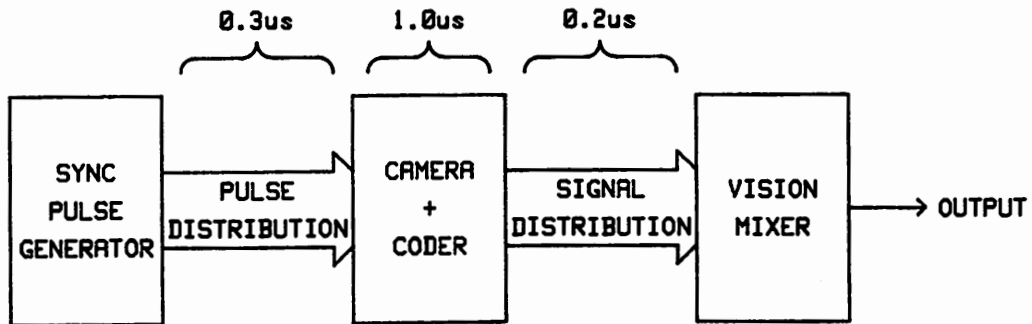 0.3us
1.0us
0.2us
SYNC
PULSE
GENERATOR
PULSE
DISTRIBUTION
CAMERA
+
CODER
SIGNAL
DISTRIBUTION
VISION
MIXER
OUTPUT